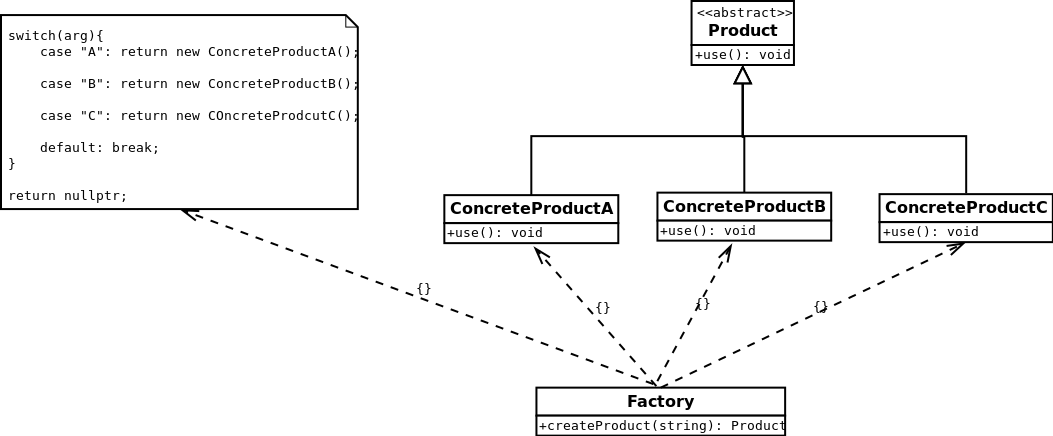 switch(arg){
case "A": return new ConcreteProductA();
case "B": return new ConcreteProductB();
case "C": return new COncreteProdcutC();
default: break;
}
return nullptr;
<<abstract>>
Product
+use(): void
ConcreteProductA
+use(): void
ConcreteProductB
+use(): void
ConcreteProductC
+use(): void
{}
{}
{}
{}
Factory
+createProduct(string): Product